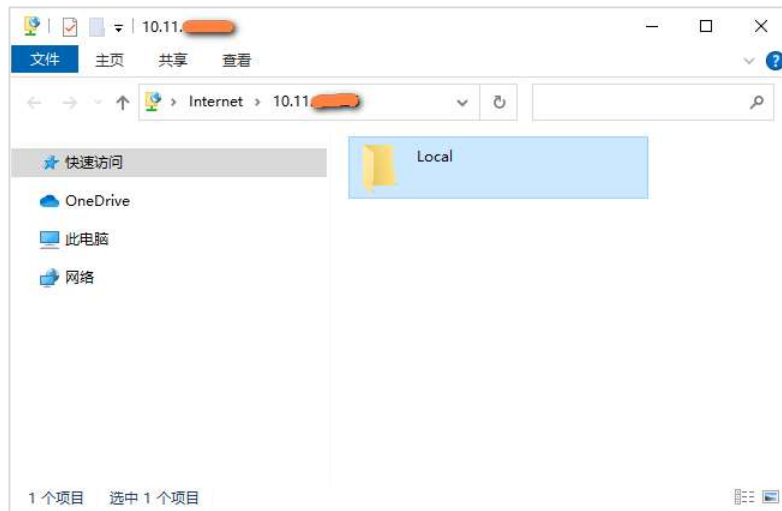 10.11.
文件 主页 共享 查看
Internet > 10.11.
快速访问
Local
OneDrive
此电脑
网络
1 个项目 选中 1 个项目